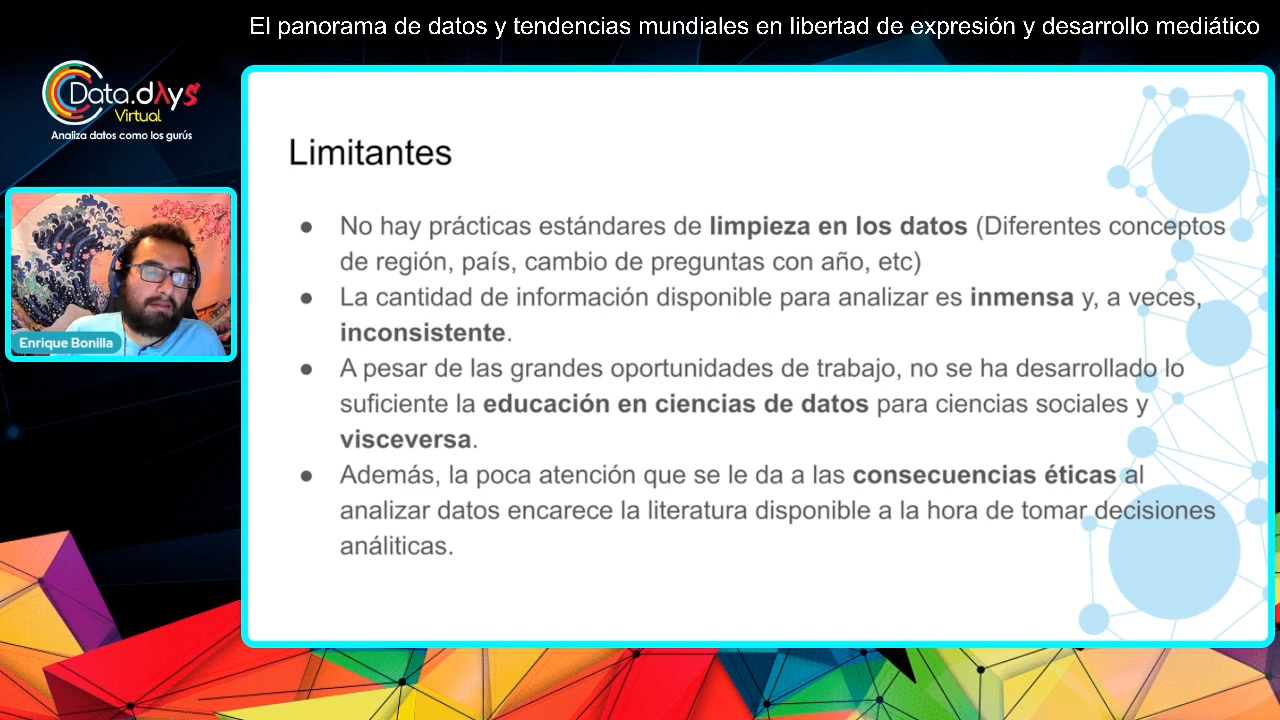 El panorama de datos y tendencias mundiales en libertad de expresión y desarrollo mediático
Data.dAys
Virtual
Analiza datos como los gurús
Enrique Bonilla
Limitantes
● No hay prácticas estándares de limpieza en los datos (Diferentes conceptos
de región, país, cambio de preguntas con año, etc)
● La cantidad de información disponible para analizar es inmensa y, a veces,
inconsistente.
● A pesar de las grandes oportunidades de trabajo, no se ha desarrollado lo
suficiente la educación en ciencias de datos para ciencias sociales y
visceversa.
● Además, la poca atención que se le da a las consecuencias éticas al
analizar datos encarece la literatura disponible a la hora de tomar decisiones
análiticas.